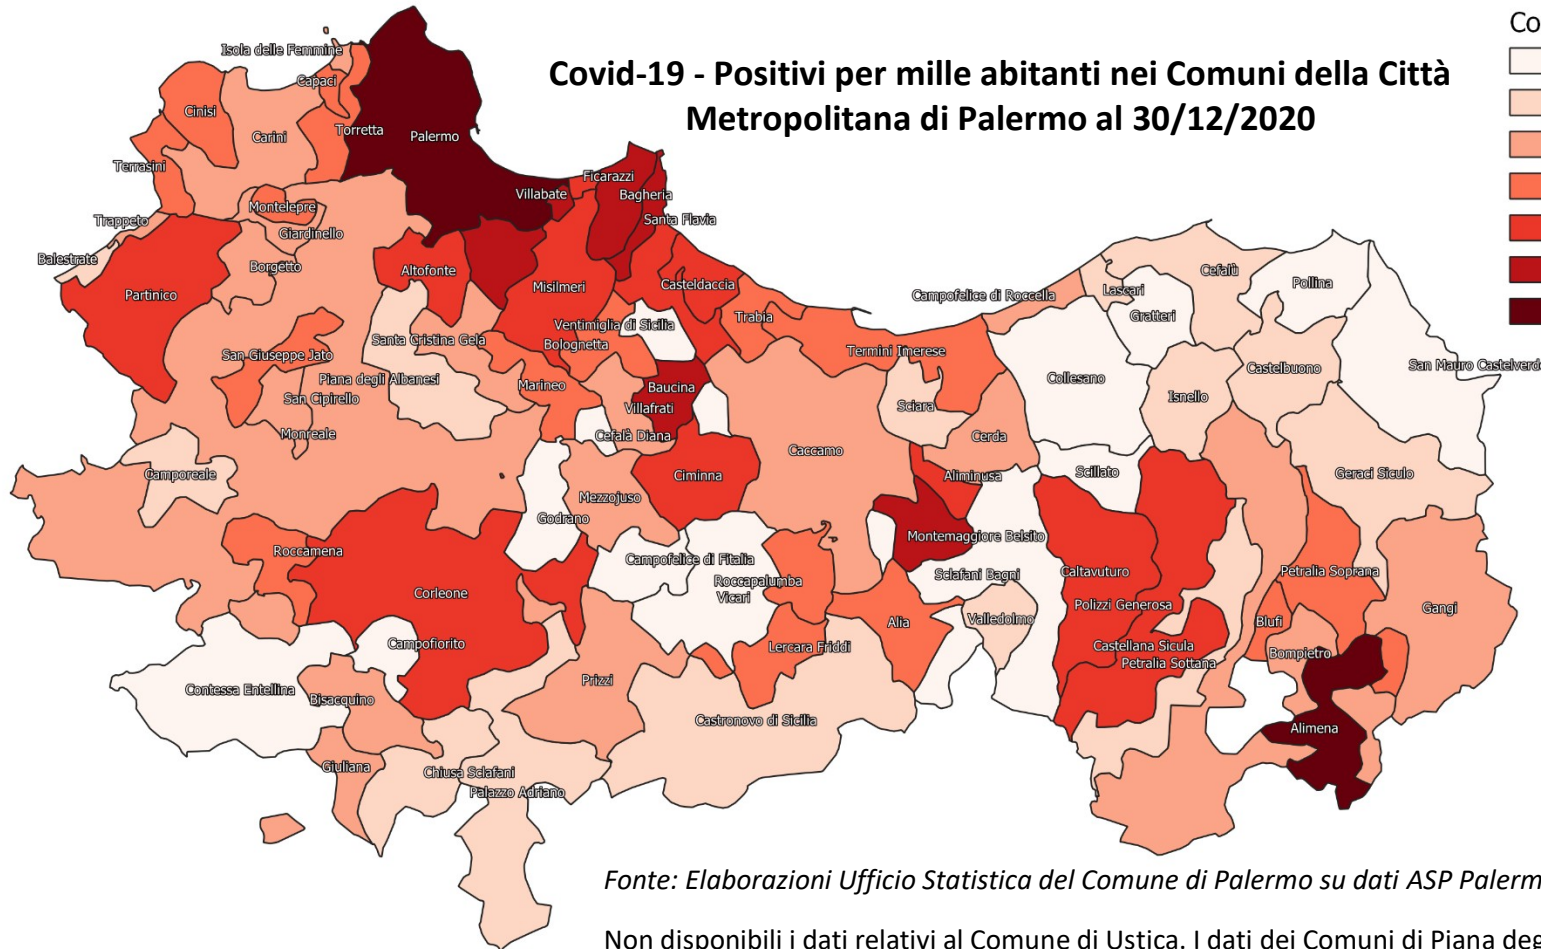 Co
Covid-19 - Positivi per mille abitanti nei Comuni della Città
Metropolitana di Palermo al 30/12/2020
Isola delle Femmine
Capaci
Cinisi
Carini
Torretta
Palermo
Terrasini
Ficarazzi
Villabate
Bagheria
Montelepre
Santa Flavia
Trappeto
Giardinello
Balestrate
Borgetto
Altofonte
Partinico
Misilmeri
Casteldaccia
Cefalù
Pollina
Lascari
Campofelice di Roccella
Gratteri
Trabia
Ventimiglia di Sicilia
Santa Cristina Gela
Bolognetta
San Giuseppe Jato
Termini Imerese
San Mauro Castelverde
Castelbuono
Piana degli Albanesi
Marineo
Baucina
Collesano
Isnello
San Cipirello
Villafrati
Sciara
Monreale
Cefalà Diana
Cerda
Caccamo
Camporeale
Ciminna
Aliminusa
Scillato
Geraci Siculo
Mezzojuso
Godrano
Montemaggiore Belsito
Roccamena
Campofelice di Fitalia
Sclafani Bagni
Caltavuturo
Petralia Soprana
Roccapalumba
Corleone
Vicari
Polizzi Generosa
Gangi
Valledolmo
Alia
Blufi
Campofiorito
Lercara Friddi
Castellana Sicula
Bompietro
Petralia Sottana
Prizzi
Contessa Entellina
Bisacquino
Castronovo di Sicilia
Alimena
Giuliana
Chiusa Sclafani
Palazzo Adriano
Fonte: Elaborazioni Ufficio Statistica del Comune di Palermo su dati ASP Palerm
Non disponibili i dati relativi al Comune di Ustica. I dati dei Comuni di Piana deg